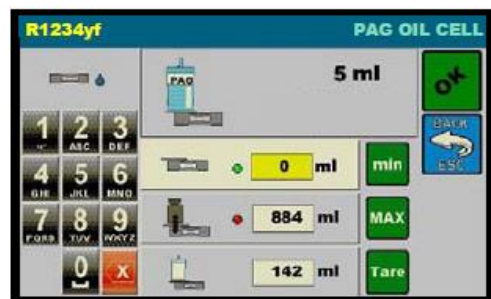 R1234yf PAG OIL CELL
PAG 5 ml OK
BACK
ESC
1 2 ABC 3 DEF
4 GHI 5 JKL 6 MNO
7 PQRS 8 TUV 9 WXYZ
0 X
0 ml min
884 ml MAX
142 ml Tare